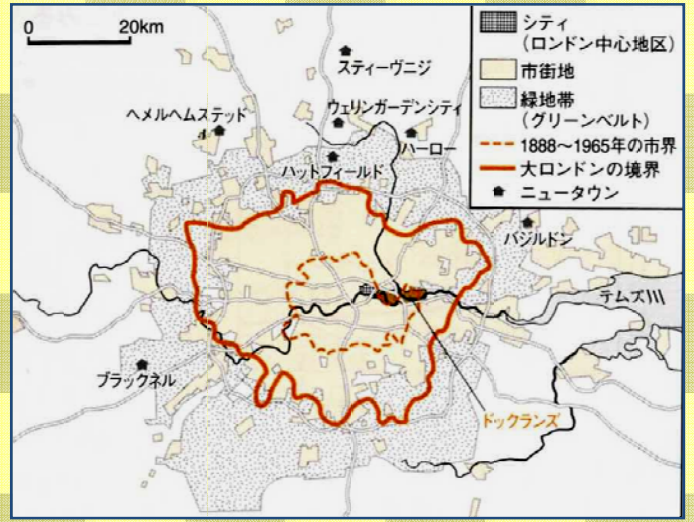 0 20km
シティ
(ロンドン中心地区)
市街地
緑地帯
(グリーンベルト)
1888〜1965年の市界
大ロンドンの境界
ニュータウン
スティーヴニジ
ヘメルヘムステッド
ウェリンガーデンシティ
ハーロー
ハットフィールド
バジルドン
テムズ川
ブラックネル
ドックランズ